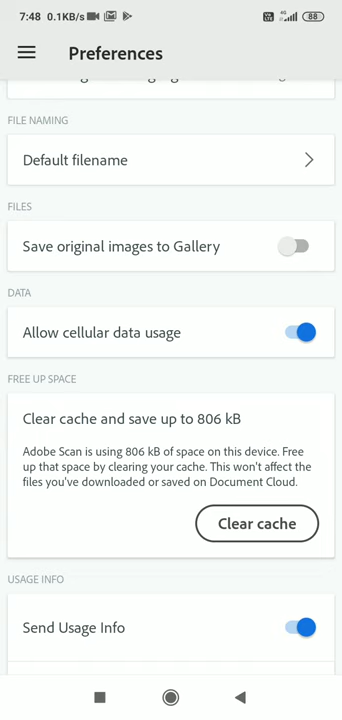 7:48 0.1KB/s 4G 88
Preferences
FILE NAMING
Default filename
FILES
Save original images to Gallery
DATA
Allow cellular data usage
FREE UP SPACE
Clear cache and save up to 806 kB
Adobe Scan is using 806 kB of space on this device. Free
up that space by clearing your cache. This won't affect the
files you've downloaded or saved on Document Cloud.
Clear cache
USAGE INFO
Send Usage Info